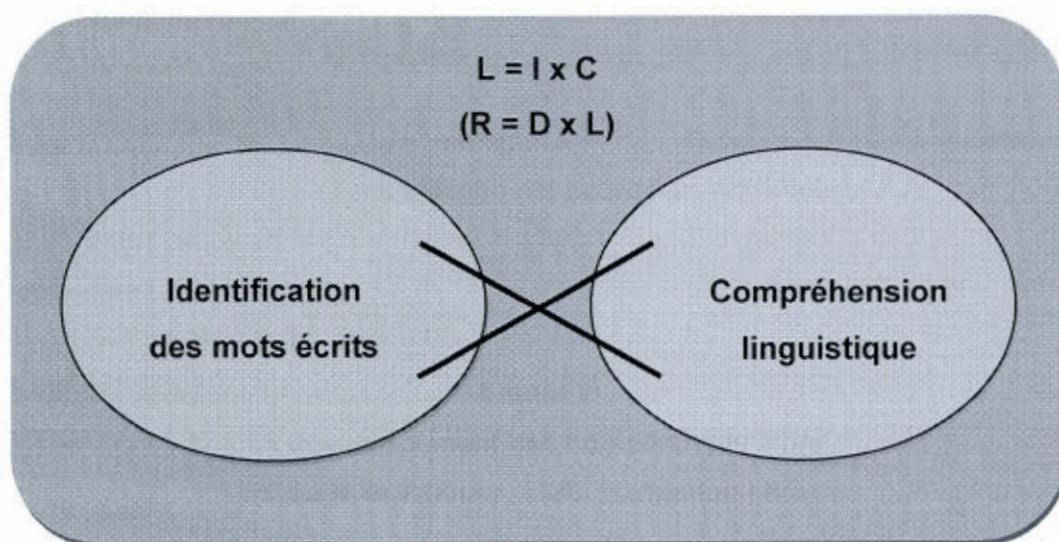 L = I x C
(R = D x L)
Identification
des mots écrits
Compréhension
linguistique